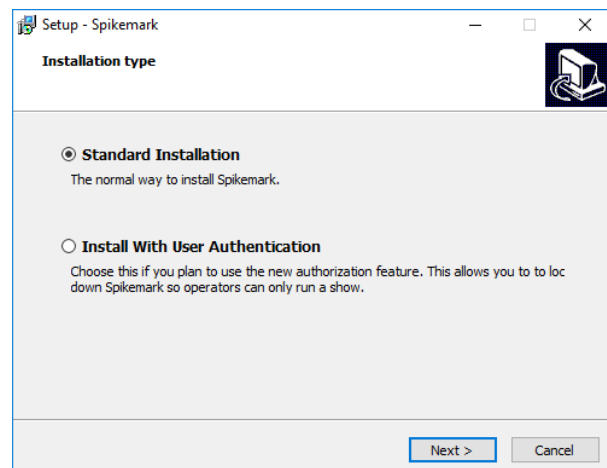 Setup - Spikemark
Installation type
Standard Installation
The normal way to install Spikemark.
Install With User Authentication
Choose this if you plan to use the new authorization feature. This allows you to to loc
down Spikemark so operators can only run a show.
Next >
Cancel